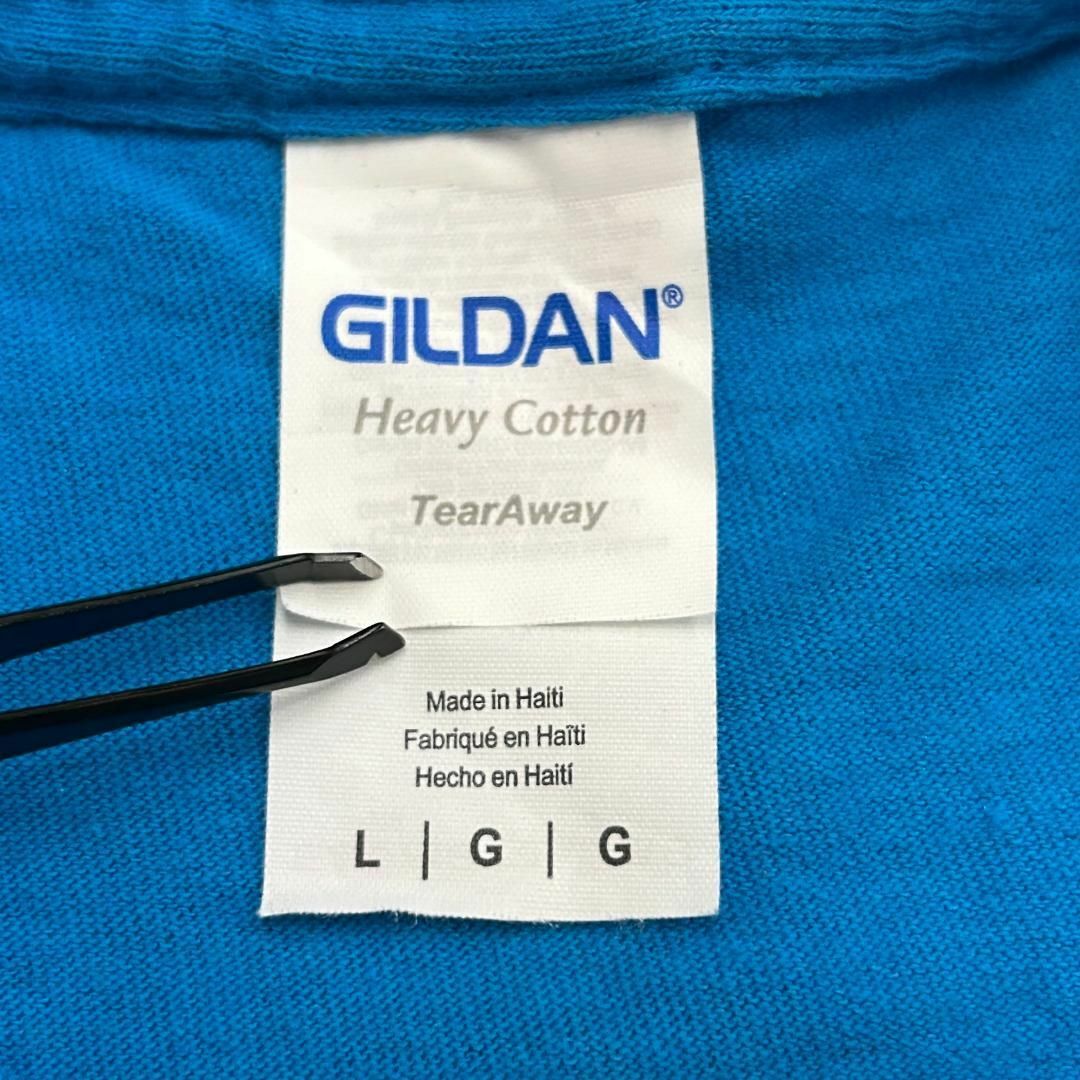 GILDAN®
Heavy Cotton
TearAway
Made in Haiti
Fabriqué en Haïti
Hecho en Haití
L | G | G